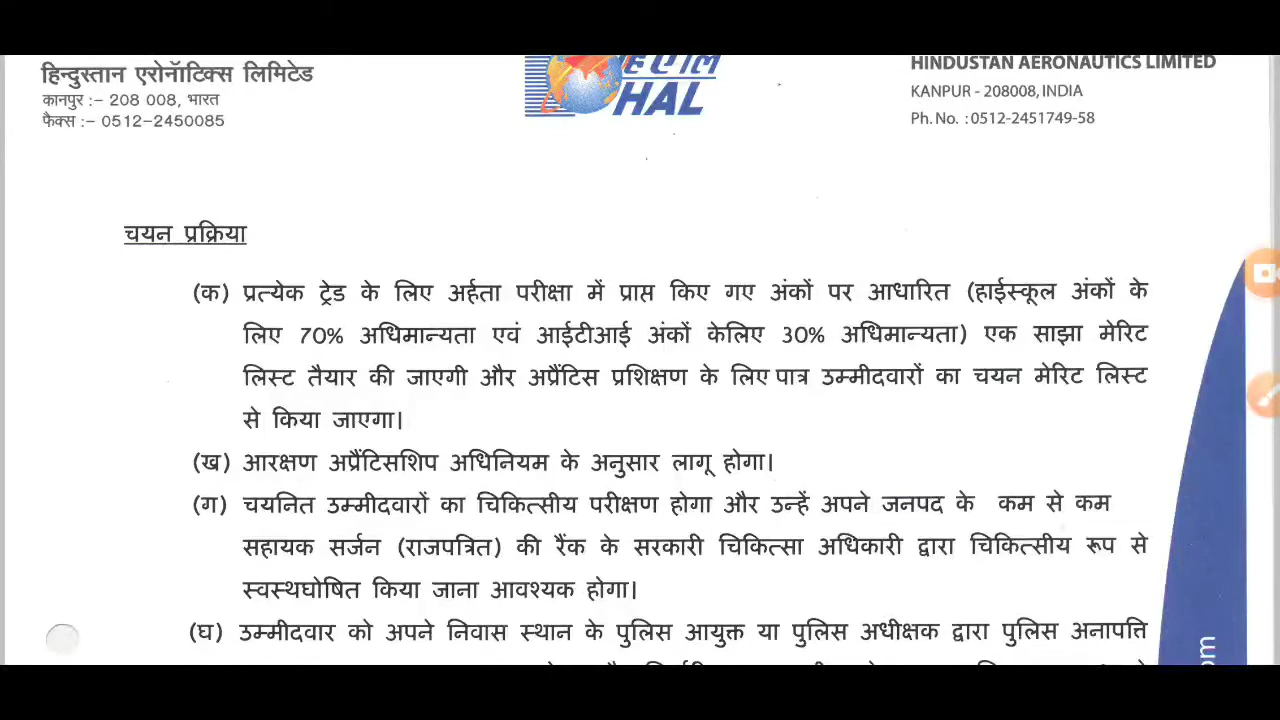 हिन्दुस्तान एरोनॉटिक्स लिमिटेड
कानपुर :- 208 008, भारत
फैक्स :- 0512-2450085
एचएएल
HAL
HINDUSTAN AERONAUTICS LIMITED
KANPUR - 208008, INDIA
Ph. No. : 0512-2451749-58
चयन प्रक्रिया
(क) प्रत्येक ट्रेड के लिए अर्हता परीक्षा में प्राप्त किए गए अंकों पर आधारित (हाईस्कूल अंकों के
लिए 70% अधिमान्यता एवं आईटीआई अंकों केलिए 30% अधिमान्यता) एक साझा मेरिट
लिस्ट तैयार की जाएगी और अप्रैंटिस प्रशिक्षण के लिए पात्र उम्मीदवारों का चयन मेरिट लिस्ट
से किया जाएगा।
(ख) आरक्षण अप्रैंटिसशिप अधिनियम के अनुसार लागू होगा।
(ग) चयनित उम्मीदवारों का चिकित्सीय परीक्षण होगा और उन्हें अपने जनपद के कम से कम
सहायक सर्जन (राजपत्रित) की रैंक के सरकारी चिकित्सा अधिकारी द्वारा चिकित्सीय रूप से
स्वस्थघोषित किया जाना आवश्यक होगा।
(घ) उम्मीदवार को अपने निवास स्थान के पुलिस आयुक्त या पुलिस अधीक्षक द्वारा पुलिस अनापत्ति
om